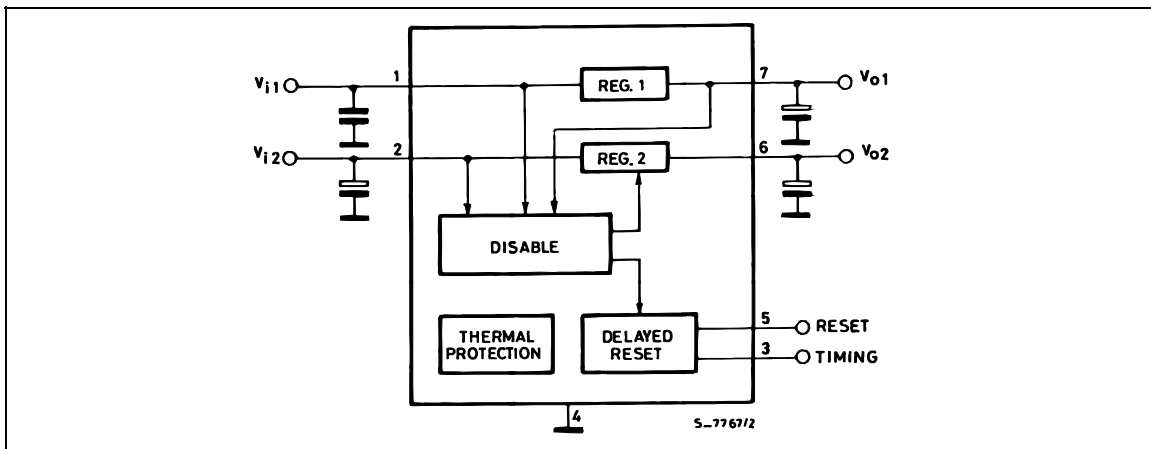 1
REG. 1
7
Vi1
Vo1
2
REG. 2
6
Vi2
Vo2
DISABLE
THERMAL
PROTECTION
DELAYED
RESET
5
RESET
3
TIMING
4
S_7767/2